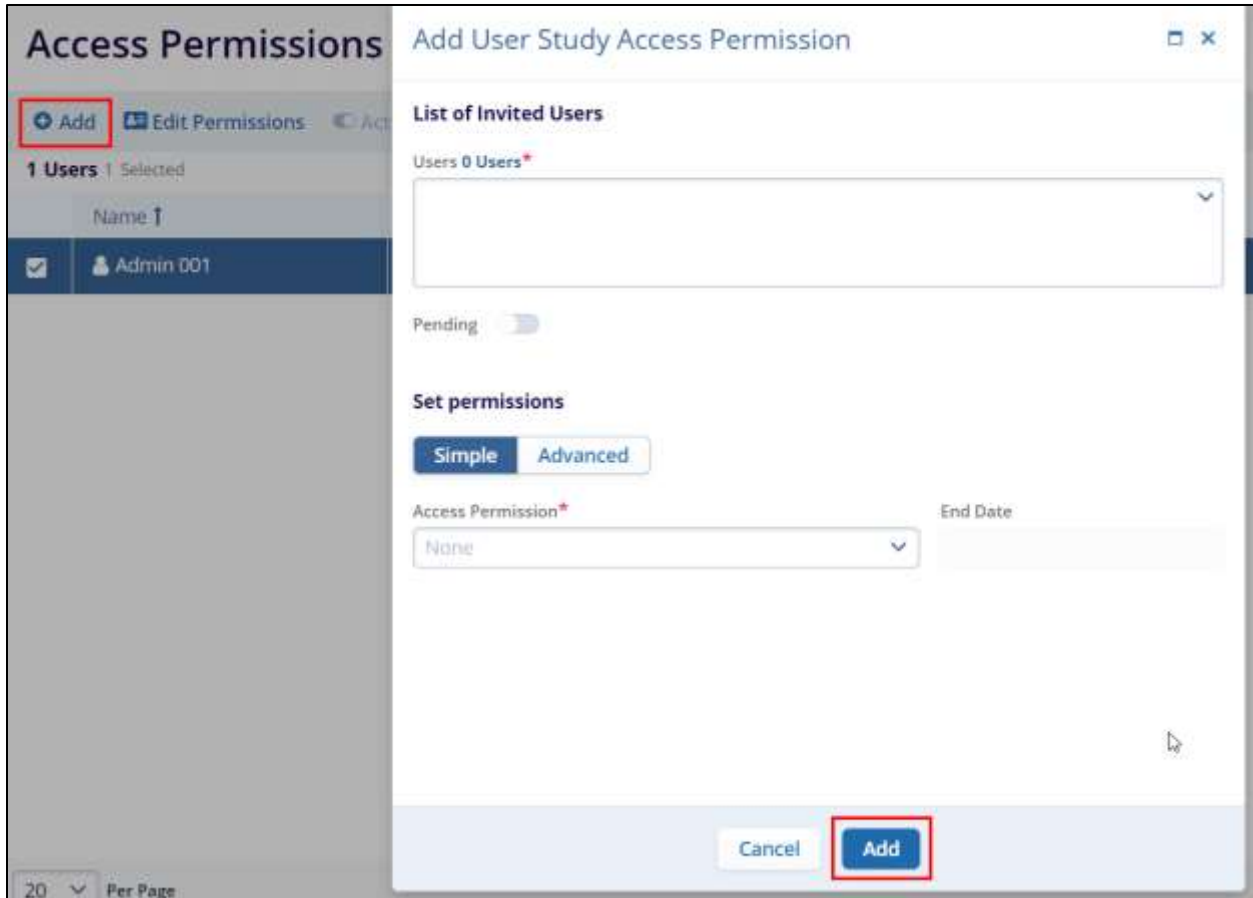 Access Permissions
Add User Study Access Permission
Add Edit Permissions
List of Invited Users
1 Users 1 Selected
Users 0 Users*
Name
Admin 001
Pending
Set permissions
Simple Advanced
Access Permission* End Date
None
Cancel Add
20 Per Page